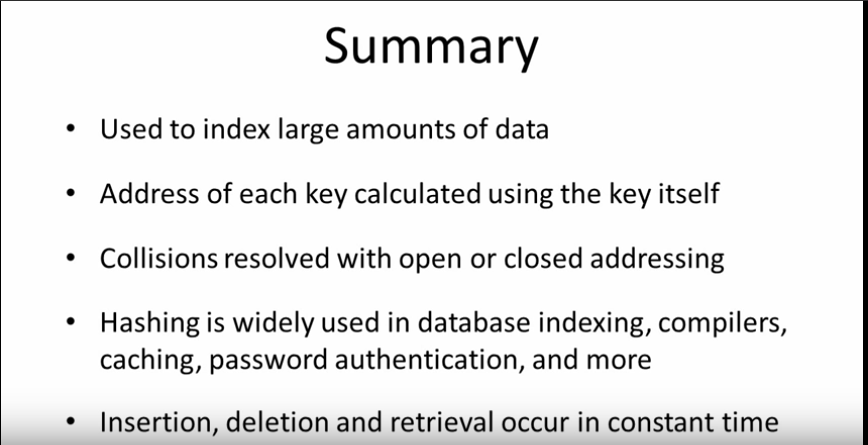 Summary
• Used to index large amounts of data
• Address of each key calculated using the key itself
• Collisions resolved with open or closed addressing
• Hashing is widely used in database indexing, compilers,
caching, password authentication, and more
• Insertion, deletion and retrieval occur in constant time